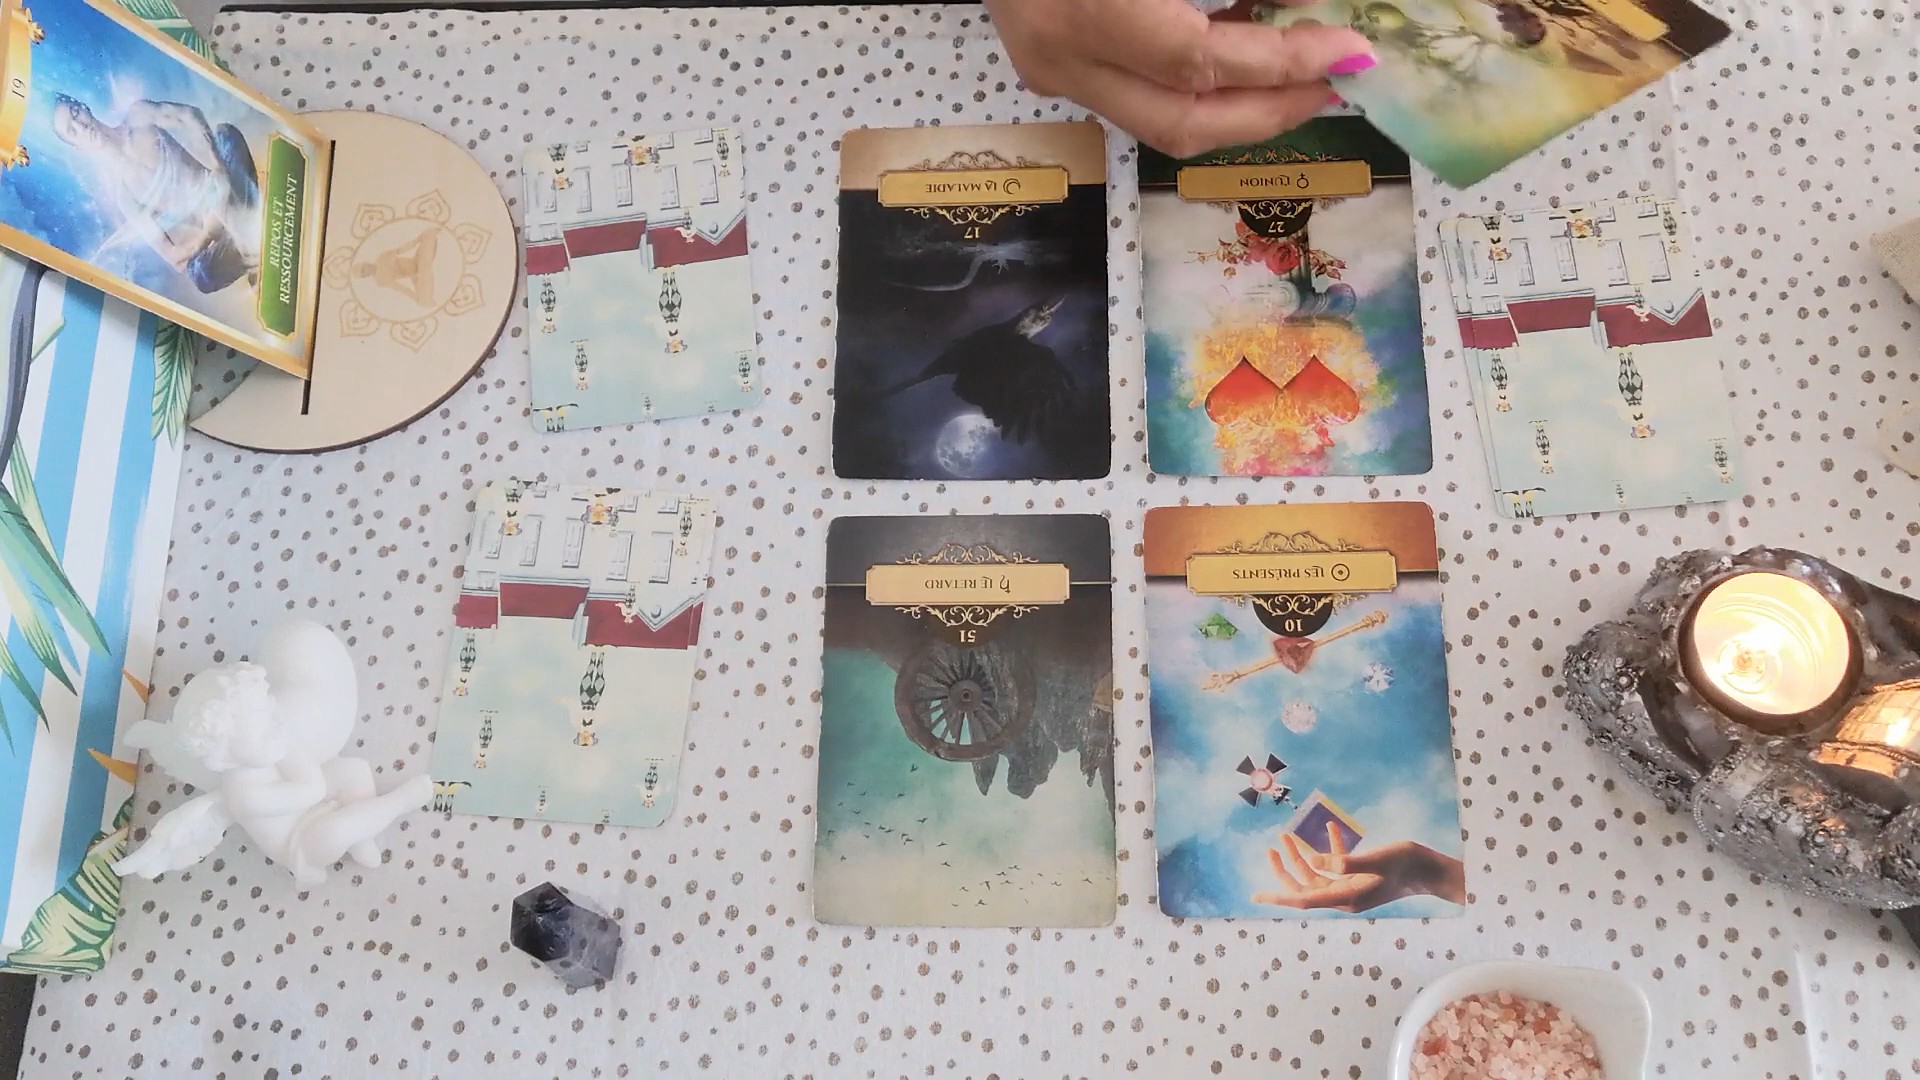 19
REPOS ET
RESSOURCEMENT
LA MALADIE
17
L'UNION
27
LE RETARD
51
LES PRÉSENTS
10